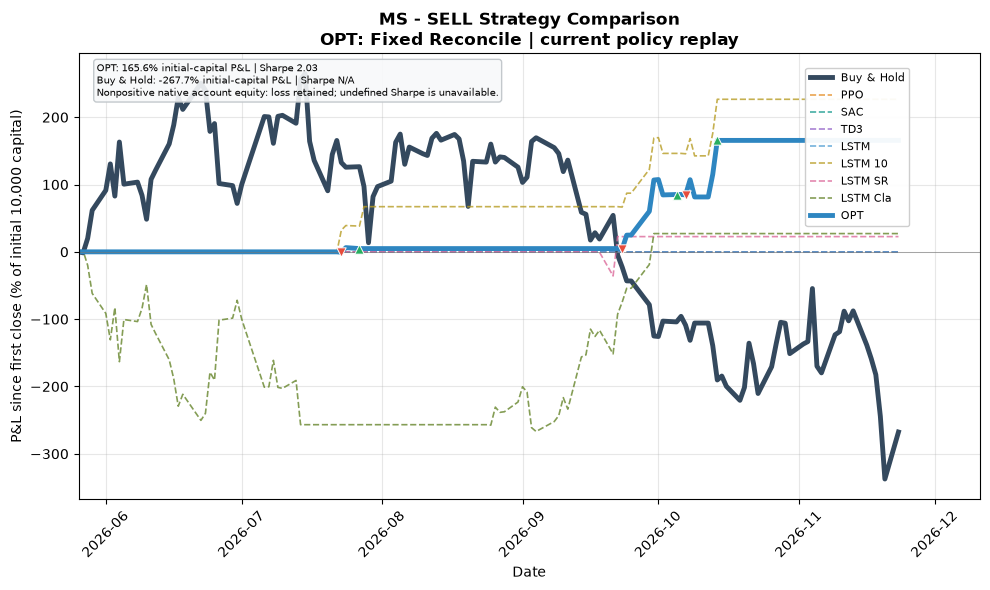 MS - SELL Strategy Comparison
OPT: Fixed Reconcile | current policy replay
OPT: 165.6% initial-capital P&L | Sharpe 2.03
Buy & Hold: -267.7% initial-capital P&L | Sharpe N/A
Nonpositive native account equity: loss retained; undefined Sharpe is unavailable.
Buy & Hold
PPO
SAC
TD3
LSTM
LSTM 10
LSTM SR
LSTM Cla
OPT
P&L since first close (% of initial 10,000 capital)
200
100
0
−100
−200
−300
2026-06
2026-07
2026-08
2026-09
2026-10
2026-11
2026-12
Date